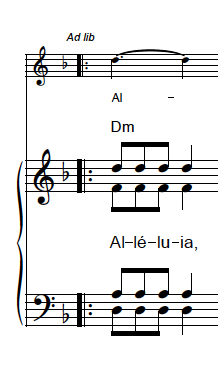 Ad lib
Al –
Dm
Al–lé–lu–ia,